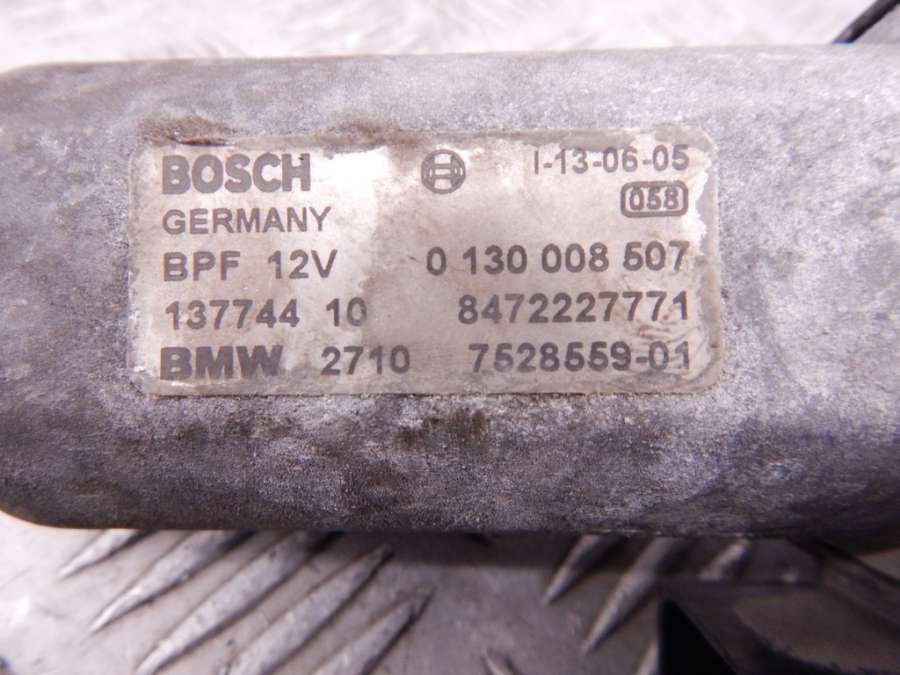 BOSCH I-13-06-05
GERMANY 058
BPF 12V 0 130 008 507
137744 10 8472227771
BMW 2710 7528559-01